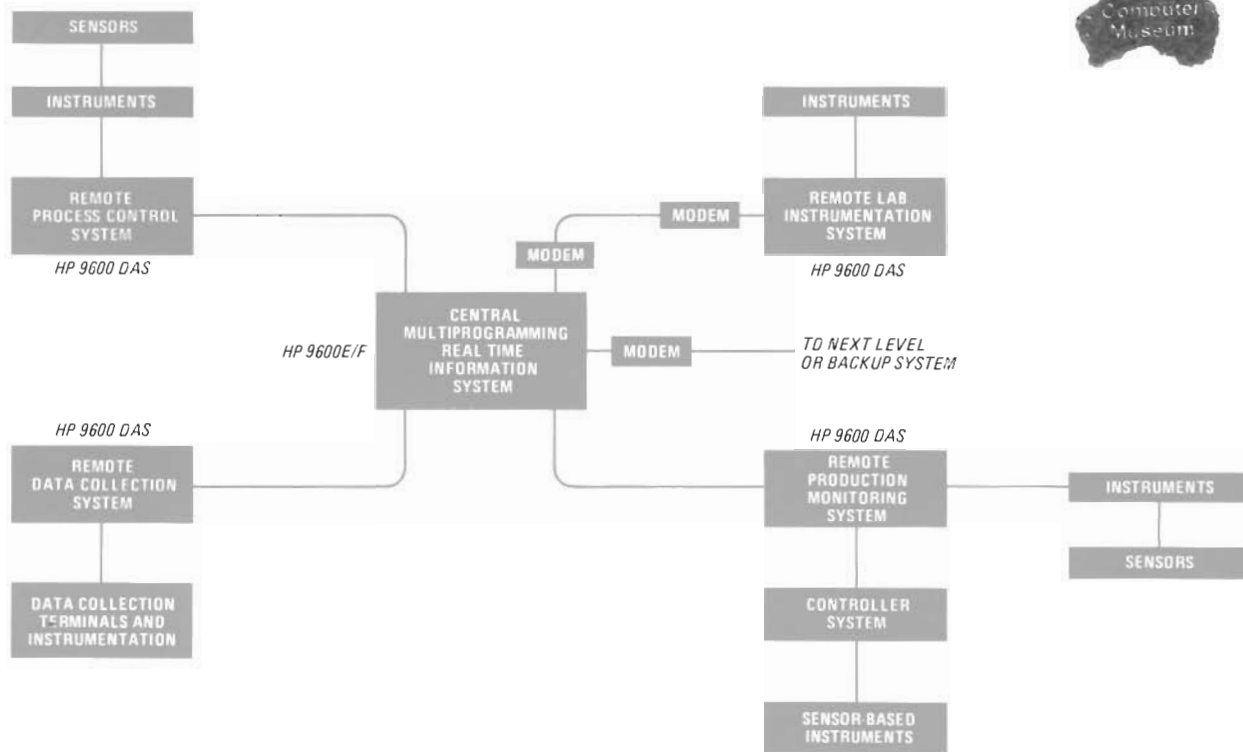 Computer
Museum
SENSORS
INSTRUMENTS
REMOTE
PROCESS CONTROL
SYSTEM
HP 9600 DAS
INSTRUMENTS
REMOTE LAB
INSTRUMENTATION
SYSTEM
HP 9600 DAS
MODEM
MODEM
HP 9600E/F
CENTRAL
MULTIPROGRAMMING
REAL TIME
INFORMATION
SYSTEM
MODEM
TO NEXT LEVEL
OR BACKUP SYSTEM
HP 9600 DAS
REMOTE
DATA COLLECTION
SYSTEM
DATA COLLECTION
TERMINALS AND
INSTRUMENTATION
HP 9600 DAS
REMOTE
PRODUCTION
MONITORING
SYSTEM
INSTRUMENTS
SENSORS
CONTROLLER
SYSTEM
SENSOR-BASED
INSTRUMENTS